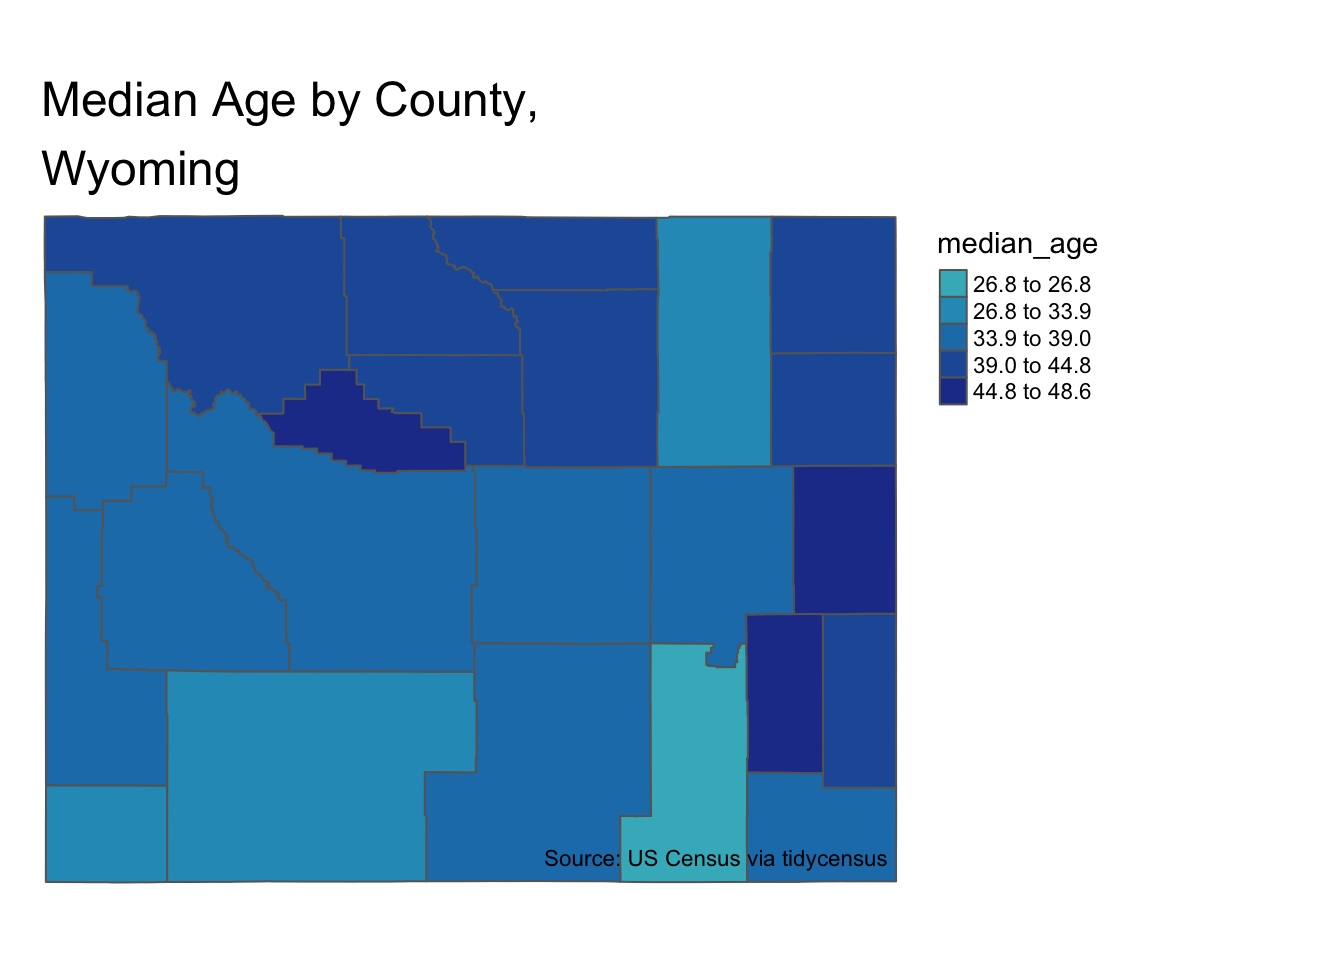 Median Age by County,
Wyoming
median_age
26.8 to 26.8
26.8 to 33.9
33.9 to 39.0
39.0 to 44.8
44.8 to 48.6
Source: US Census via tidycensus